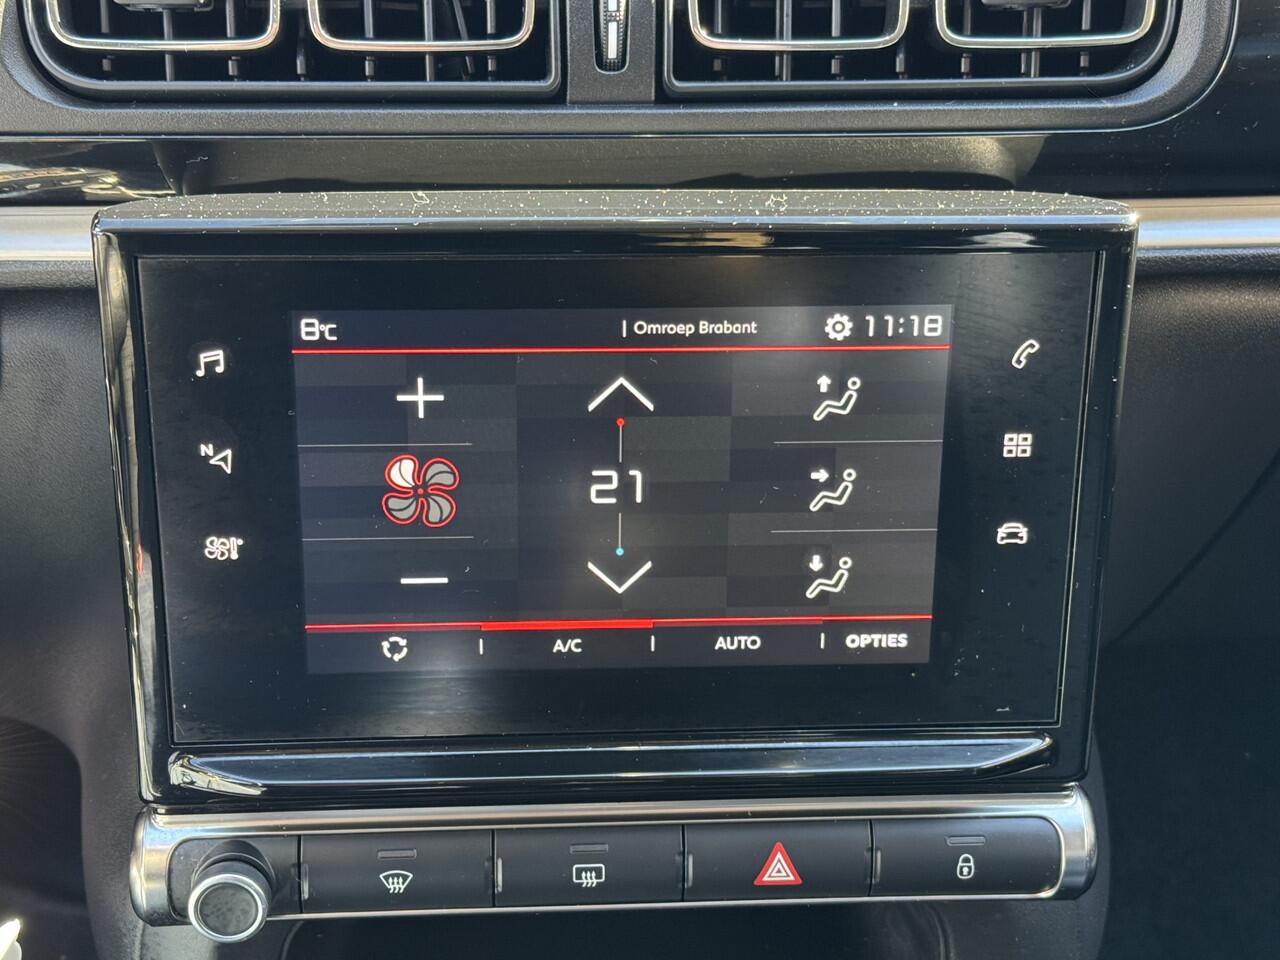 8°C
| Omroep Brabant
11:18
N
21
A/C
AUTO
OPTIES